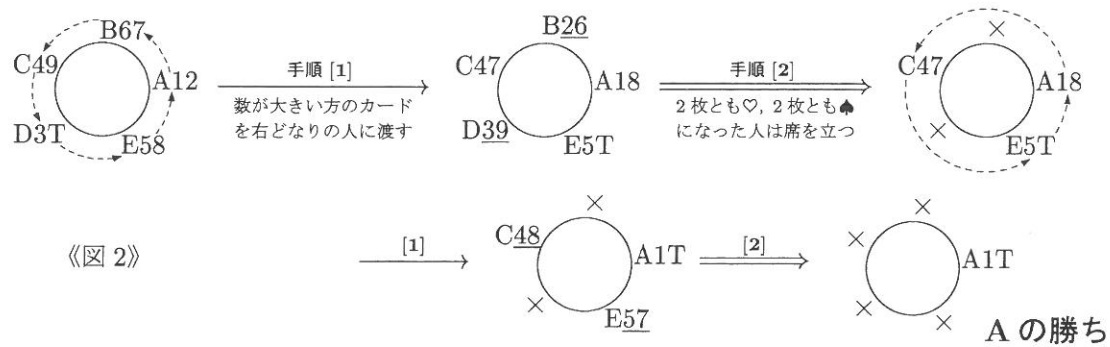 B67
C49
A12
D3T
E58
手順 [1]
数が大きい方のカード
を右どなりの人に渡す
B26
C47
A18
D39
E5T
手順 [2]
2枚とも♡, 2枚とも♠
になった人は席を立つ
×
C47
A18
×
E5T
《図 2》
[1]
×
C48
A1T
×
E57
[2]
×
×
A1T
×
×
A の勝ち